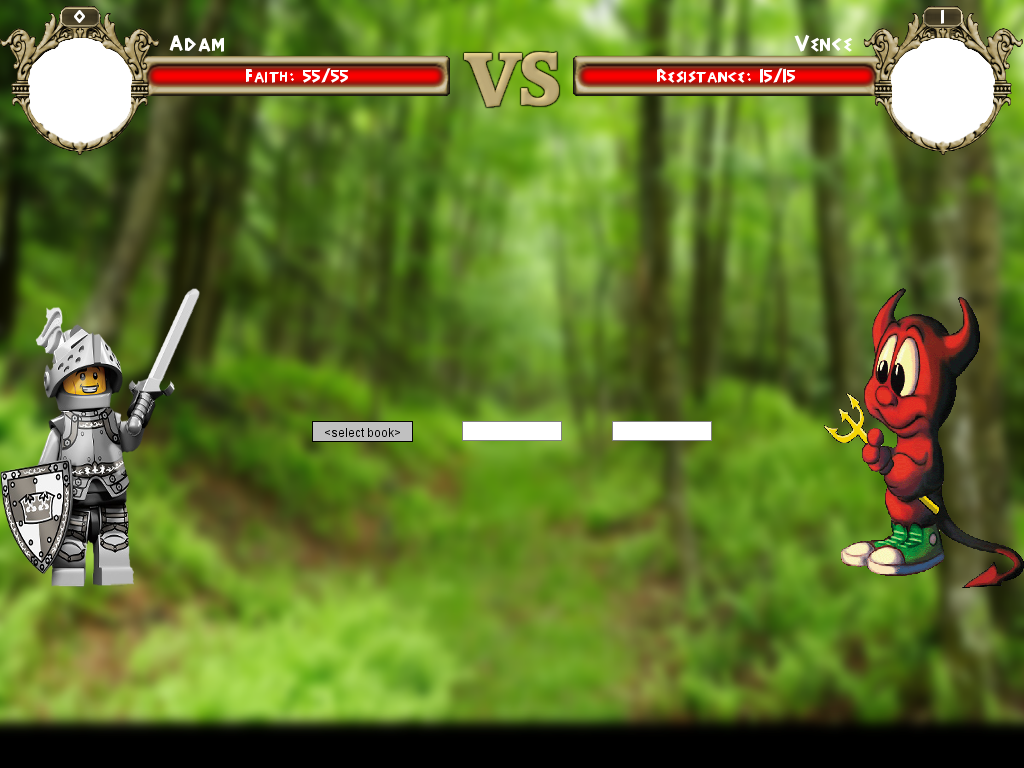 0
1
Adam
Vence
Faith: 55/55
VS
Resistance: 15/15
<select book>